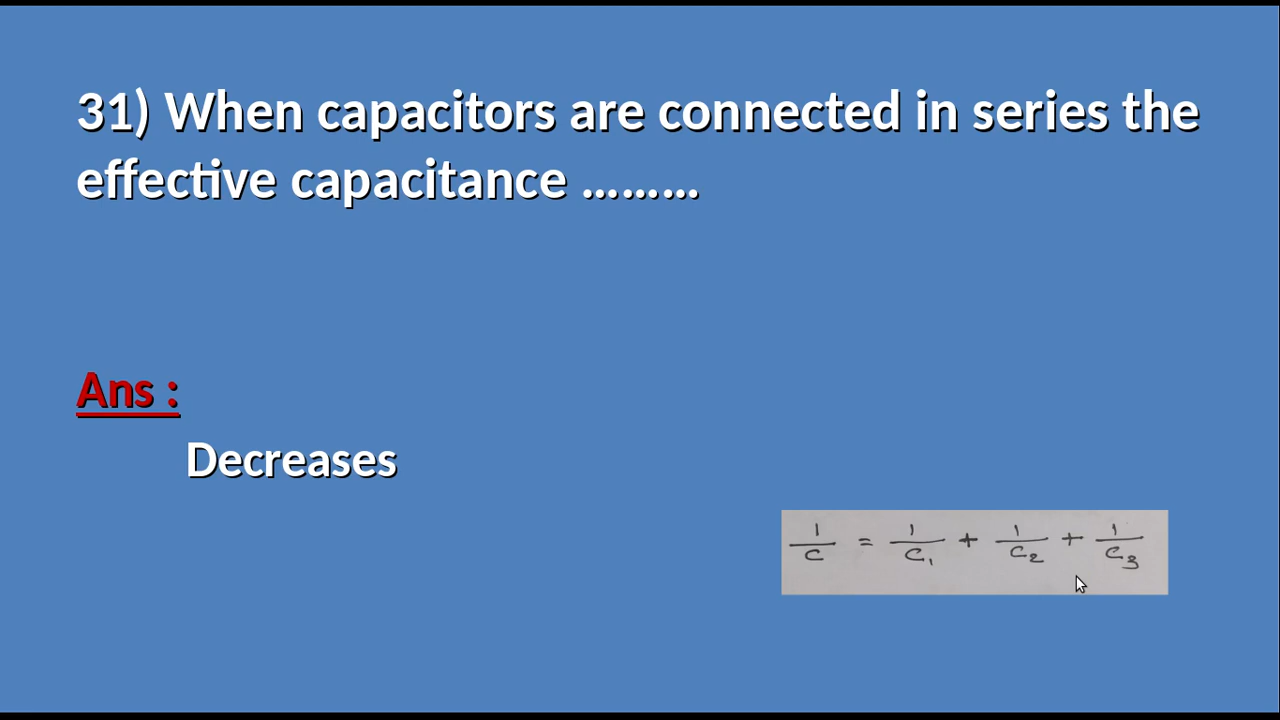 31) When capacitors are connected in series the
effective capacitance ………
Ans :
Decreases
1/C = 1/C₁ + 1/C₂ + 1/C₃